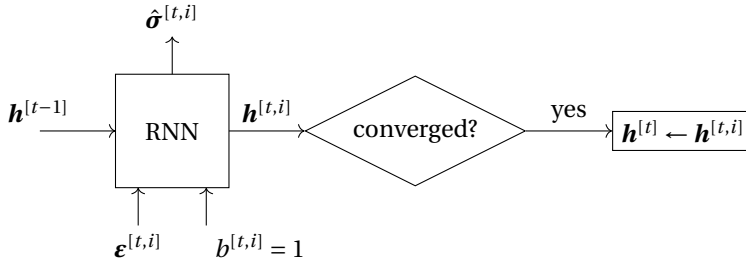 σ̂^[t,i]
h^[t−1]
RNN
h^[t,i]
converged?
yes
h^[t] ← h^[t,i]
ε^[t,i]
b^[t,i] = 1